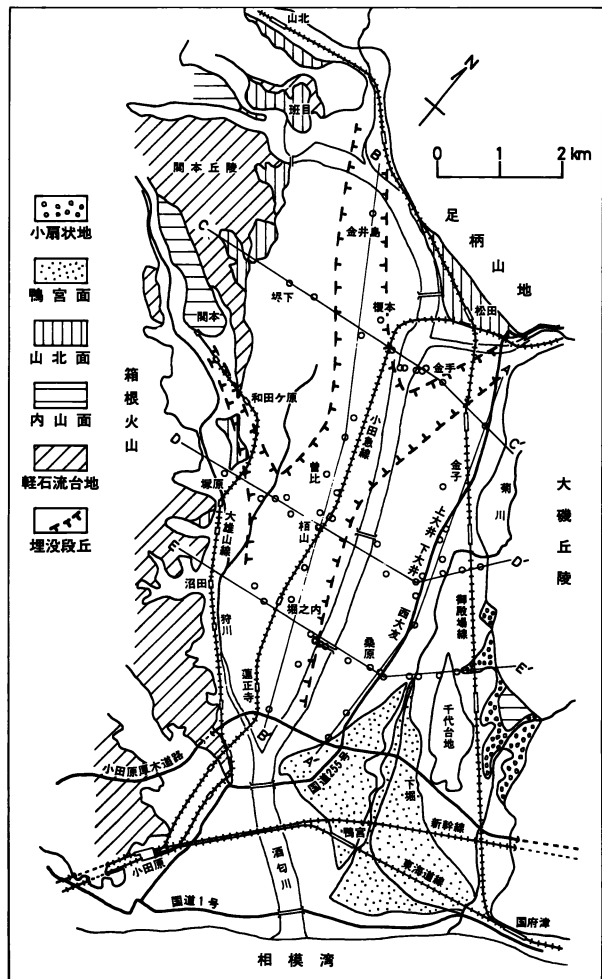 山北
班目
関本丘陵
N
0 1 2 km
小扇状地
鴨宮面
山北面
内山面
軽石流台地
埋没段丘
足柄山地
B
金井島
C
坪下
榎本
松田
関本
金手
A
箱根火山
和田ケ原
小田急線
C'
D
曽比
金子
菊川
大磯丘陵
塚原
大雄山線
栢山
上大井
下大井
D'
E
沼田
狩川
堀之内
西大友
御殿場線
桑原
E'
蓮正寺
千代台地
B'
A'
小田原厚木道路
国道255号
下堀
新幹線
鴨宮
小田原
酒匂川
東海道線
国道1号
国府津
相模湾